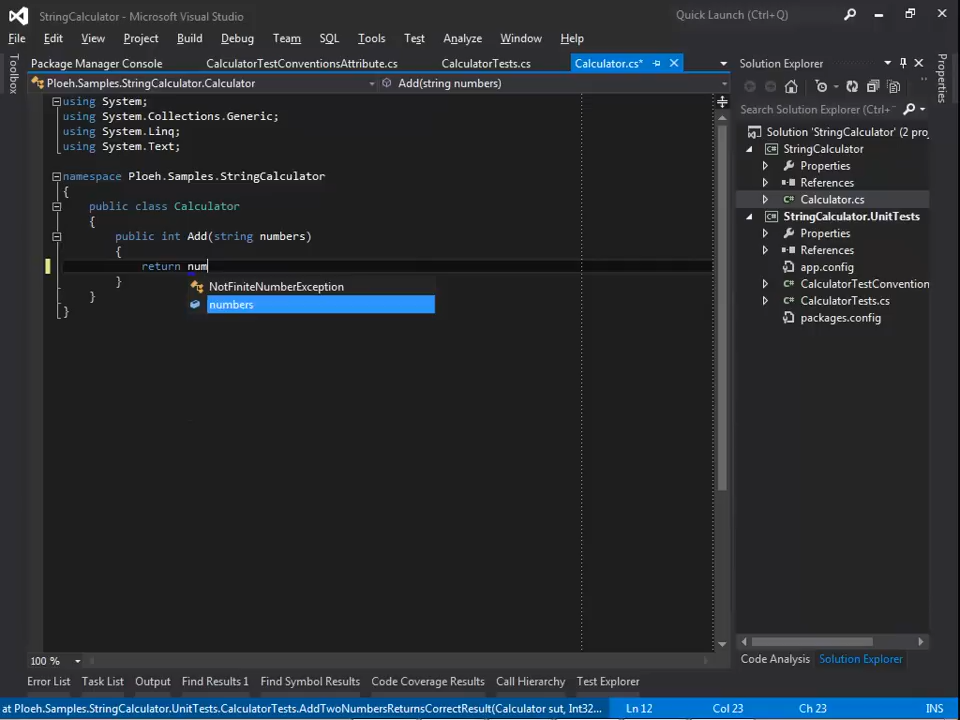 StringCalculator - Microsoft Visual Studio
Quick Launch (Ctrl+Q)
File Edit View Project Build Debug Team SQL Tools Test Analyze Window Help
Toolbox
Package Manager Console CalculatorTestConventionsAttribute.cs CalculatorTests.cs Calculator.cs*
Ploeh.Samples.StringCalculator.Calculator Add(string numbers)
using System;
using System.Collections.Generic;
using System.Linq;
using System.Text;
namespace Ploeh.Samples.StringCalculator
{
public class Calculator
{
public int Add(string numbers)
{
return num
}
}
}
NotFiniteNumberException
numbers
100 %
Solution Explorer
Properties
Search Solution Explorer (Ctrl+
Solution 'StringCalculator' (2 proj
StringCalculator
Properties
References
Calculator.cs
StringCalculator.UnitTests
Properties
References
app.config
CalculatorTestConvention
CalculatorTests.cs
packages.config
Code Analysis Solution Explorer
Error List Task List Output Find Results 1 Find Symbol Results Code Coverage Results Call Hierarchy Test Explorer
at Ploeh.Samples.StringCalculator.UnitTests.CalculatorTests.AddTwoNumbersReturnsCorrectResult(Calculator sut, Int32... Ln 12 Col 23 Ch 23 INS